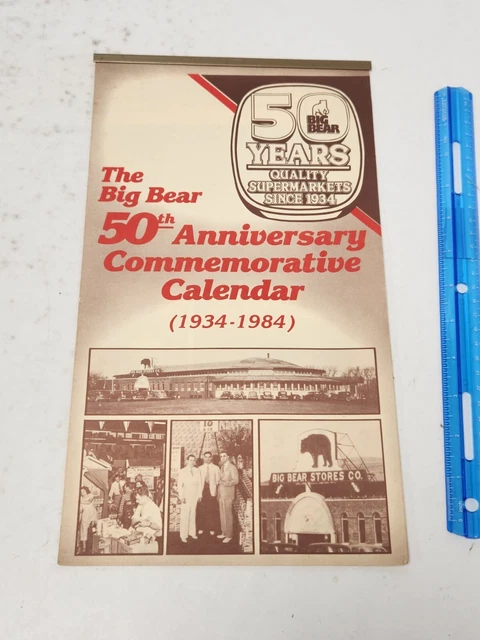 50
BIG
BEAR
YEARS
QUALITY
SUPERMARKETS
SINCE 1934
The
Big Bear
50th Anniversary
Commemorative
Calendar
(1934-1984)
BIG BEAR STORES CO.